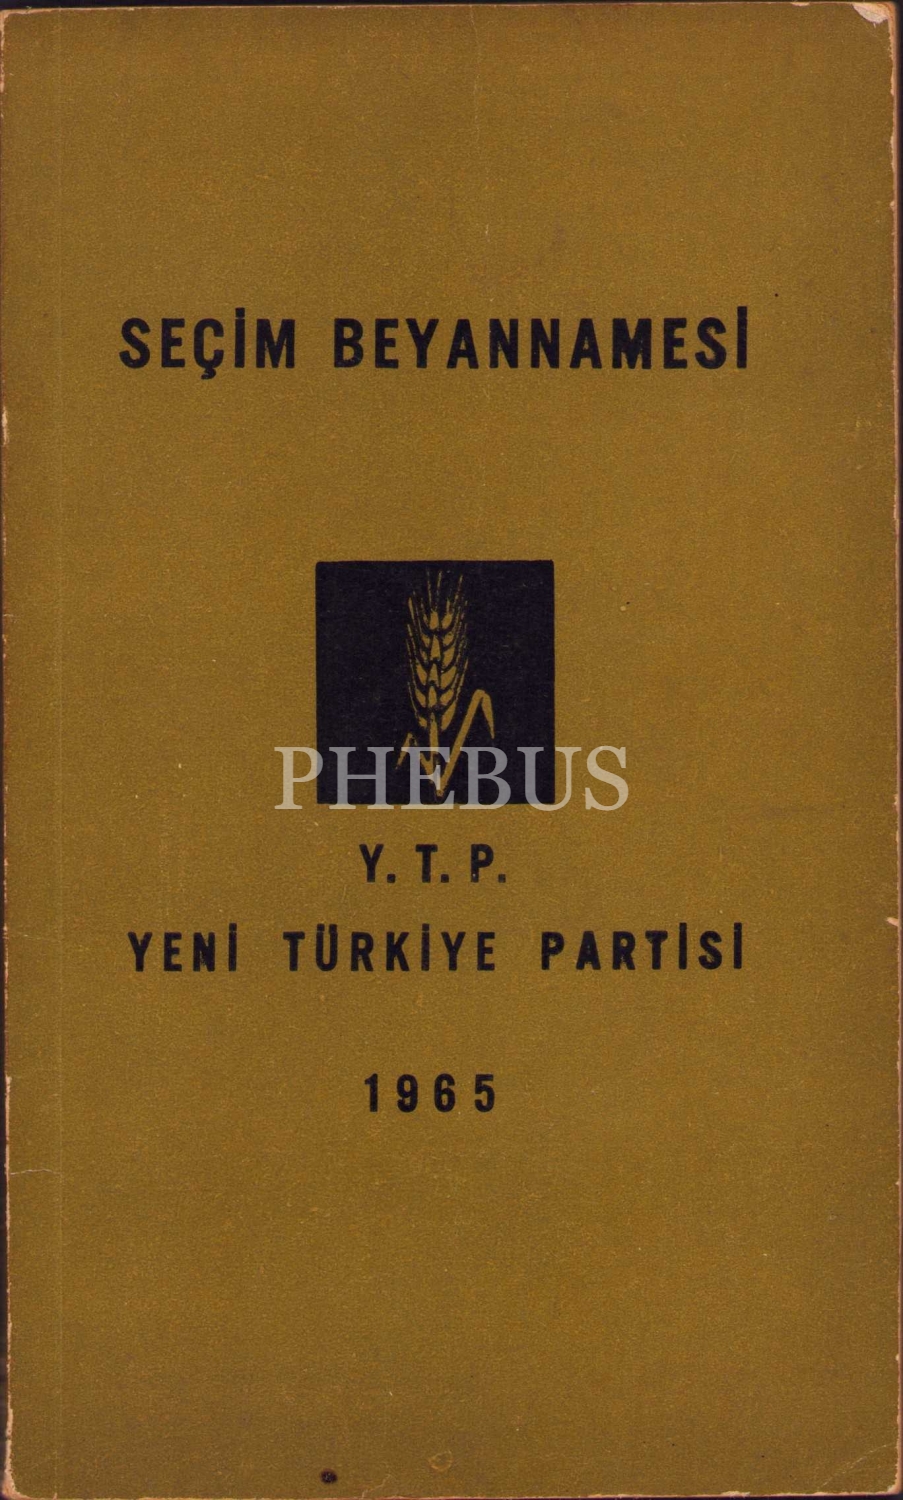 SEÇİM BEYANNAMESİ
PHEBUS
Y. T. P.
YENİ TÜRKİYE PARTİSİ
1965